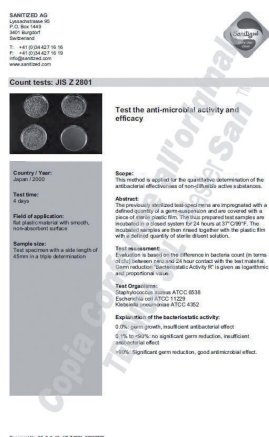 SANITIZED AG
Lyssachstrasse 95
P.O. Box 1449
3401 Burgdorf
Switzerland
T: +41 (0)34 427 16 16
F: +41 (0)34 427 16 19
info@sanitized.com
www.sanitized.com
Sanitized
Count tests: JIS Z 2801
Test the anti-microbial activity and
efficacy
Country / Year:
Japan / 2000
Test time:
4 days
Field of application:
flat plastic material with smooth,
non-absorbent surface
Sample size:
Test specimen with a side length of
45mm in a triple determination
Scope:
This method is applied for the quantitative determination of the
antibacterial effectiveness of non-diffusible active substances.
Abstract:
The previously sterilized test specimens are impregnated with a
defined quantity of a germ-suspension and are covered with a
piece of sterile plastic film. The thus prepared test samples are
incubated in a closed system for 24 hours at 37°C/99°F. The
incubated samples are then rinsed together with the plastic film
with a defined quantity of sterile diluent solution.
Test assessment:
Evaluation is based on the difference in bacteria count (in terms
of cfu) between zero and 24 hour contact with the test material.
Germ reduction "Bacteriostatic Activity R" is given as logarithmic
and proportional value.
Test Organisms:
Staphylococcus aureus ATCC 6538
Escherichia coli ATCC 11229
Klebsiella pneumoniae ATCC 4352
Explanation of the bacteriostatic activity:
0.0%: germ growth, insufficient antibacterial effect
0.1% to <90%: no significant germ reduction, insufficient
antibacterial effect
>90%: Significant germ reduction, good antimicrobial effect.